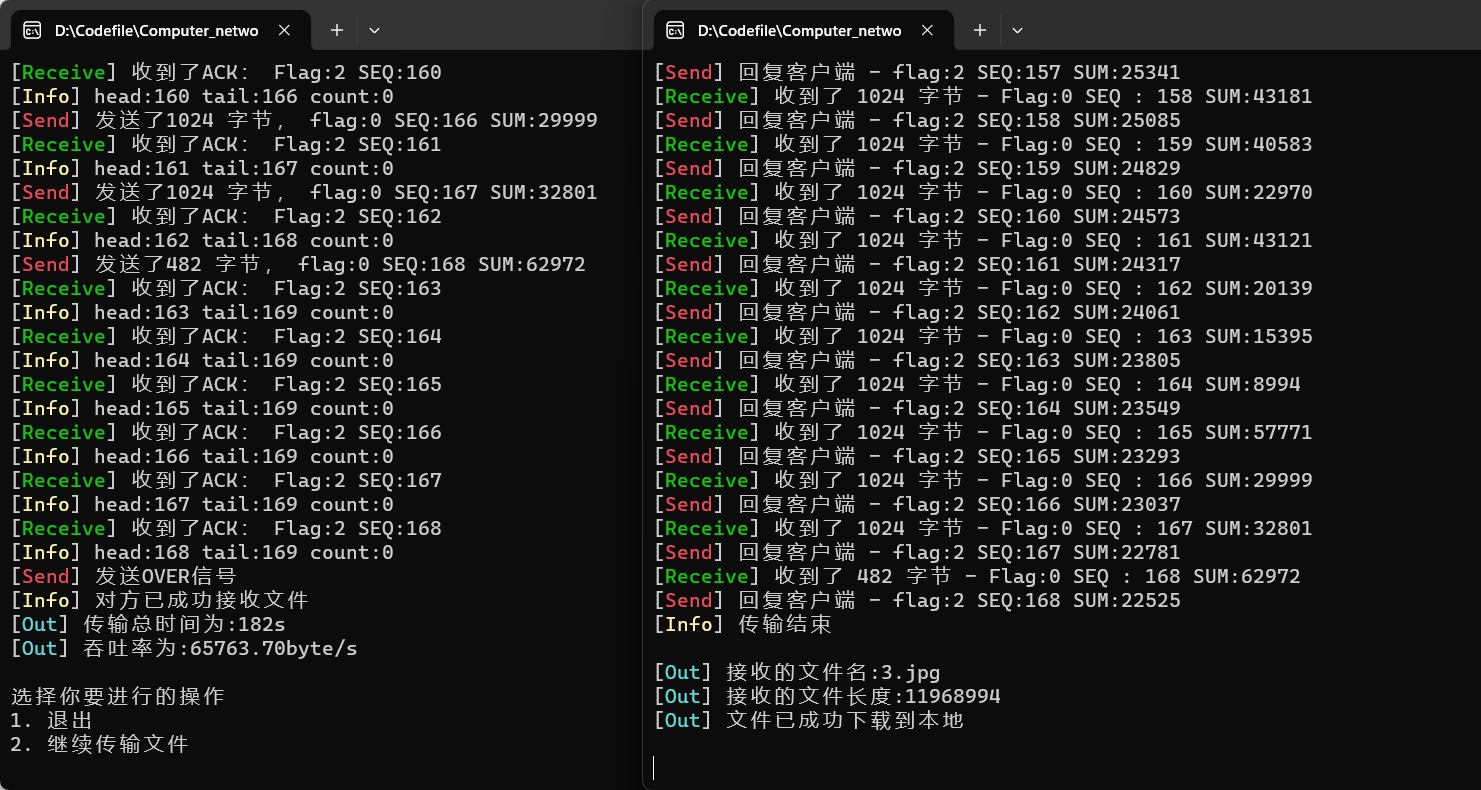 D:\Codefile\Computer_netwo
[Receive] 收到了ACK： Flag:2 SEQ:160
[Info] head:160 tail:166 count:0
[Send] 发送了1024 字节， flag:0 SEQ:166 SUM:29999
[Receive] 收到了ACK： Flag:2 SEQ:161
[Info] head:161 tail:167 count:0
[Send] 发送了1024 字节， flag:0 SEQ:167 SUM:32801
[Receive] 收到了ACK： Flag:2 SEQ:162
[Info] head:162 tail:168 count:0
[Send] 发送了482 字节， flag:0 SEQ:168 SUM:62972
[Receive] 收到了ACK： Flag:2 SEQ:163
[Info] head:163 tail:169 count:0
[Receive] 收到了ACK： Flag:2 SEQ:164
[Info] head:164 tail:169 count:0
[Receive] 收到了ACK： Flag:2 SEQ:165
[Info] head:165 tail:169 count:0
[Receive] 收到了ACK： Flag:2 SEQ:166
[Info] head:166 tail:169 count:0
[Receive] 收到了ACK： Flag:2 SEQ:167
[Info] head:167 tail:169 count:0
[Receive] 收到了ACK： Flag:2 SEQ:168
[Info] head:168 tail:169 count:0
[Send] 发送OVER信号
[Info] 对方已成功接收文件
[Out] 传输总时间为:182s
[Out] 吞吐率为:65763.70byte/s
选择你要进行的操作
1. 退出
2. 继续传输文件
D:\Codefile\Computer_netwo
[Send] 回复客户端 - flag:2 SEQ:157 SUM:25341
[Receive] 收到了 1024 字节 - Flag:0 SEQ : 158 SUM:43181
[Send] 回复客户端 - flag:2 SEQ:158 SUM:25085
[Receive] 收到了 1024 字节 - Flag:0 SEQ : 159 SUM:40583
[Send] 回复客户端 - flag:2 SEQ:159 SUM:24829
[Receive] 收到了 1024 字节 - Flag:0 SEQ : 160 SUM:22970
[Send] 回复客户端 - flag:2 SEQ:160 SUM:24573
[Receive] 收到了 1024 字节 - Flag:0 SEQ : 161 SUM:43121
[Send] 回复客户端 - flag:2 SEQ:161 SUM:24317
[Receive] 收到了 1024 字节 - Flag:0 SEQ : 162 SUM:20139
[Send] 回复客户端 - flag:2 SEQ:162 SUM:24061
[Receive] 收到了 1024 字节 - Flag:0 SEQ : 163 SUM:15395
[Send] 回复客户端 - flag:2 SEQ:163 SUM:23805
[Receive] 收到了 1024 字节 - Flag:0 SEQ : 164 SUM:8994
[Send] 回复客户端 - flag:2 SEQ:164 SUM:23549
[Receive] 收到了 1024 字节 - Flag:0 SEQ : 165 SUM:57771
[Send] 回复客户端 - flag:2 SEQ:165 SUM:23293
[Receive] 收到了 1024 字节 - Flag:0 SEQ : 166 SUM:29999
[Send] 回复客户端 - flag:2 SEQ:166 SUM:23037
[Receive] 收到了 1024 字节 - Flag:0 SEQ : 167 SUM:32801
[Send] 回复客户端 - flag:2 SEQ:167 SUM:22781
[Receive] 收到了 482 字节 - Flag:0 SEQ : 168 SUM:62972
[Send] 回复客户端 - flag:2 SEQ:168 SUM:22525
[Info] 传输结束
[Out] 接收的文件名:3.jpg
[Out] 接收的文件长度:11968994
[Out] 文件已成功下载到本地